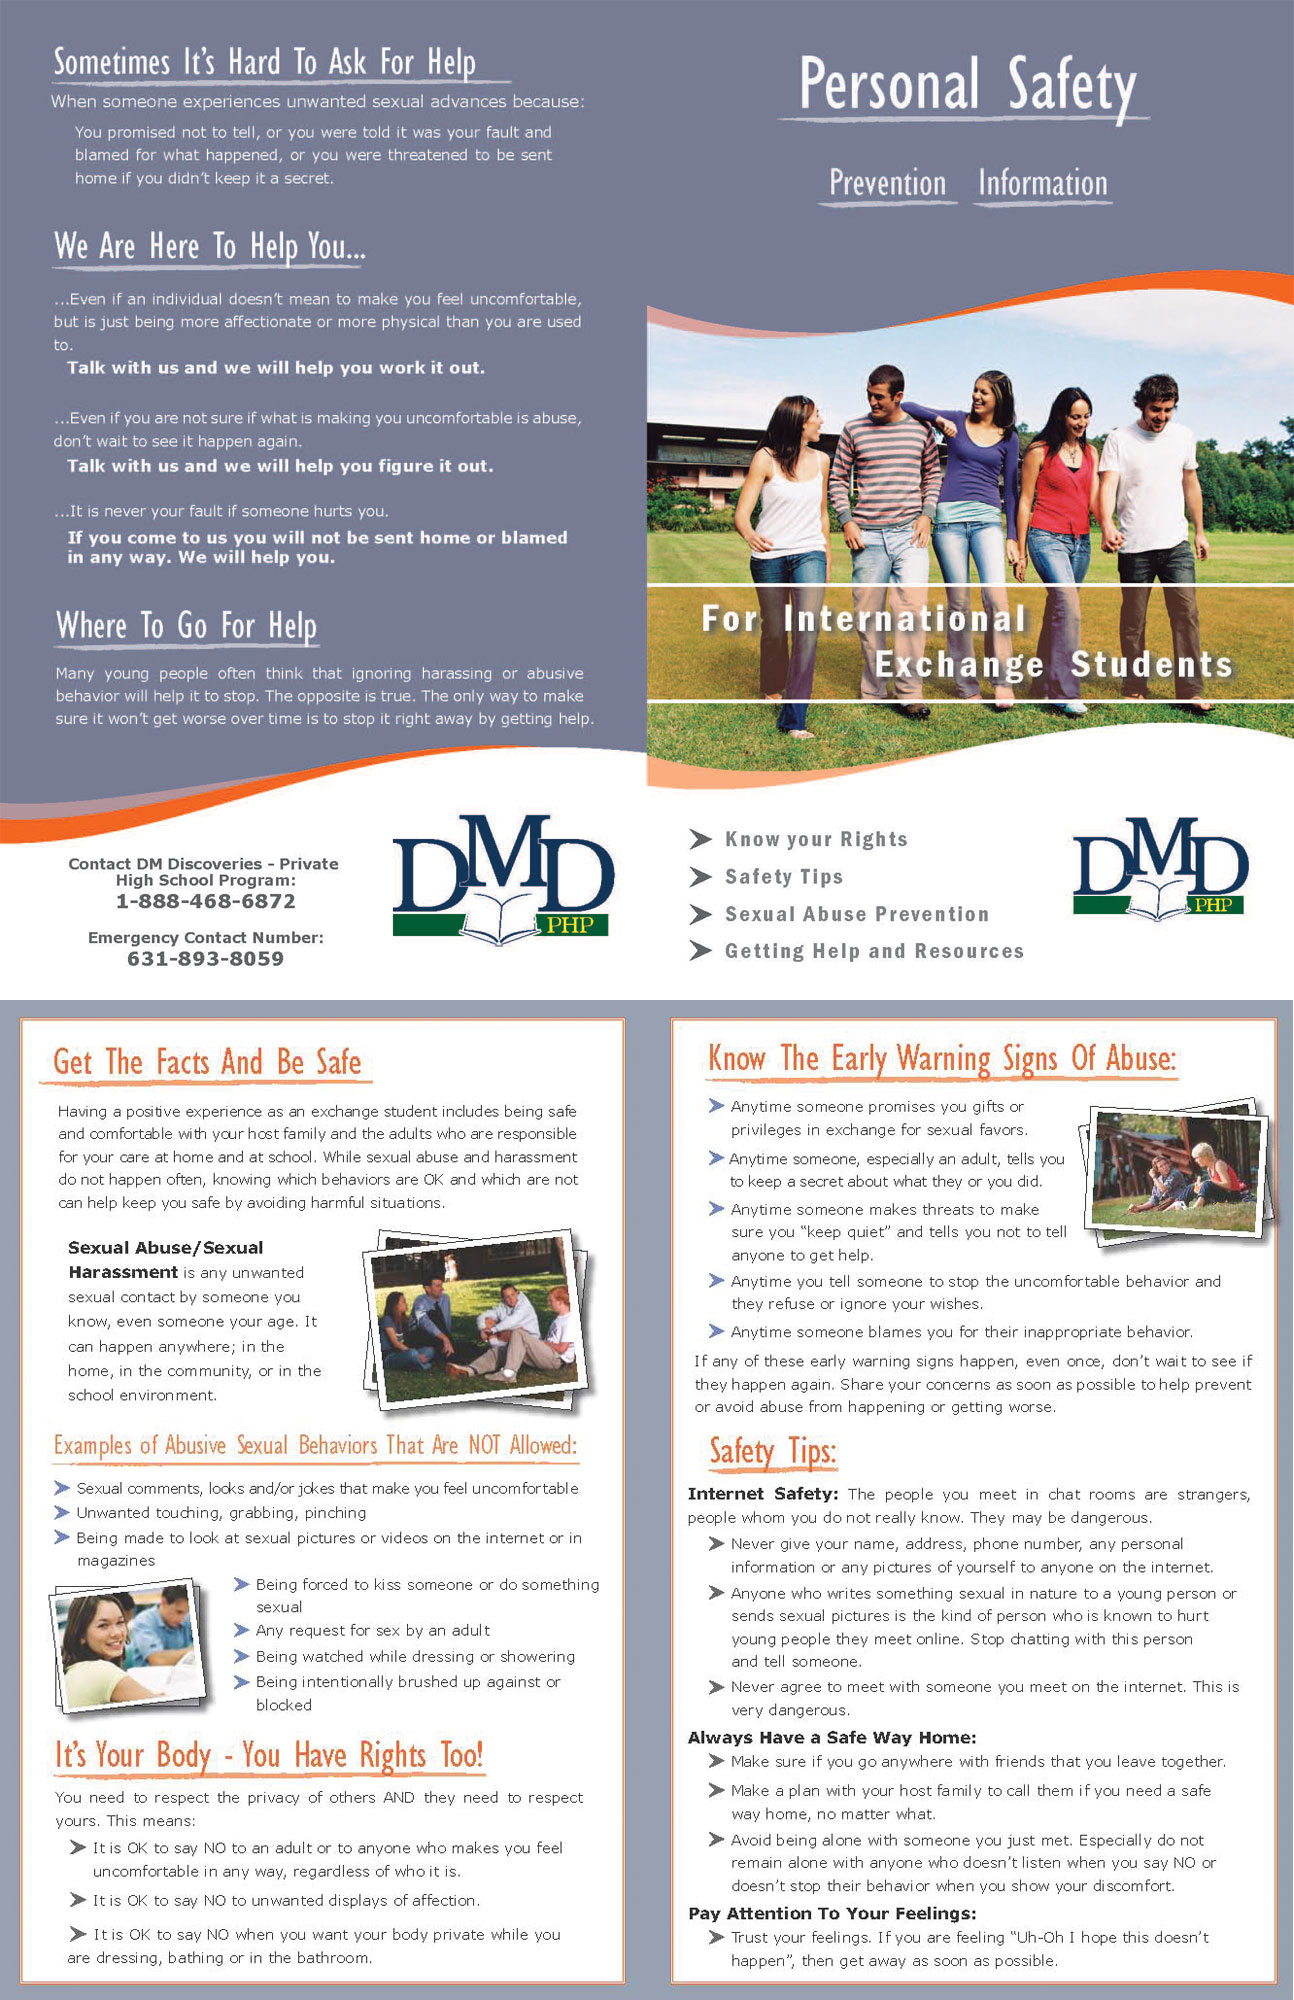 Sometimes It's Hard To Ask For Help
When someone experiences unwanted sexual advances because:
You promised not to tell, or you were told it was your fault and
blamed for what happened, or you were threatened to be sent
home if you didn't keep it a secret.
We Are Here To Help You...
...Even if an individual doesn't mean to make you feel uncomfortable,
but is just being more affectionate or more physical than you are used
to.
Talk with us and we will help you work it out.
...Even if you are not sure if what is making you uncomfortable is abuse,
don't wait to see it happen again.
Talk with us and we will help you figure it out.
...It is never your fault if someone hurts you.
If you come to us you will not be sent home or blamed
in any way. We will help you.
Where To Go For Help
Many young people often think that ignoring harassing or abusive
behavior will help it to stop. The opposite is true. The only way to make
sure it won't get worse over time is to stop it right away by getting help.
Contact DM Discoveries - Private
High School Program:
1-888-468-6872
Emergency Contact Number:
631-893-8059
DMD
PHP
Personal Safety
Prevention Information
For International
Exchange Students
Know your Rights
Safety Tips
Sexual Abuse Prevention
Getting Help and Resources
DMD
PHP
Get The Facts And Be Safe
Having a positive experience as an exchange student includes being safe
and comfortable with your host family and the adults who are responsible
for your care at home and at school. While sexual abuse and harassment
do not happen often, knowing which behaviors are OK and which are not
can help keep you safe by avoiding harmful situations.
Sexual Abuse/Sexual
Harassment is any unwanted
sexual contact by someone you
know, even someone your age. It
can happen anywhere; in the
home, in the community, or in the
school environment.
Examples of Abusive Sexual Behaviors That Are NOT Allowed:
Sexual comments, looks and/or jokes that make you feel uncomfortable
Unwanted touching, grabbing, pinching
Being made to look at sexual pictures or videos on the internet or in
magazines
Being forced to kiss someone or do something
sexual
Any request for sex by an adult
Being watched while dressing or showering
Being intentionally brushed up against or
blocked
It's Your Body - You Have Rights Too!
You need to respect the privacy of others AND they need to respect
yours. This means:
It is OK to say NO to an adult or to anyone who makes you feel
uncomfortable in any way, regardless of who it is.
It is OK to say NO to unwanted displays of affection.
It is OK to say NO when you want your body private while you
are dressing, bathing or in the bathroom.
Know The Early Warning Signs Of Abuse:
Anytime someone promises you gifts or
privileges in exchange for sexual favors.
Anytime someone, especially an adult, tells you
to keep a secret about what they or you did.
Anytime someone makes threats to make
sure you "keep quiet" and tells you not to tell
anyone to get help.
Anytime you tell someone to stop the uncomfortable behavior and
they refuse or ignore your wishes.
Anytime someone blames you for their inappropriate behavior.
If any of these early warning signs happen, even once, don't wait to see if
they happen again. Share your concerns as soon as possible to help prevent
or avoid abuse from happening or getting worse.
Safety Tips:
Internet Safety: The people you meet in chat rooms are strangers,
people whom you do not really know. They may be dangerous.
Never give your name, address, phone number, any personal
information or any pictures of yourself to anyone on the internet.
Anyone who writes something sexual in nature to a young person or
sends sexual pictures is the kind of person who is known to hurt
young people they meet online. Stop chatting with this person
and tell someone.
Never agree to meet with someone you meet on the internet. This is
very dangerous.
Always Have a Safe Way Home:
Make sure if you go anywhere with friends that you leave together.
Make a plan with your host family to call them if you need a safe
way home, no matter what.
Avoid being alone with someone you just met. Especially do not
remain alone with anyone who doesn't listen when you say NO or
doesn't stop their behavior when you show your discomfort.
Pay Attention To Your Feelings:
Trust your feelings. If you are feeling "Uh-Oh I hope this doesn't
happen", then get away as soon as possible.